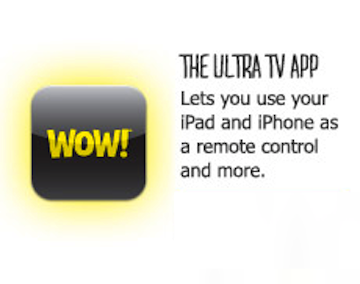 WOW!
THE ULTRA TV APP
Lets you use your
iPad and iPhone as
a remote control
and more.